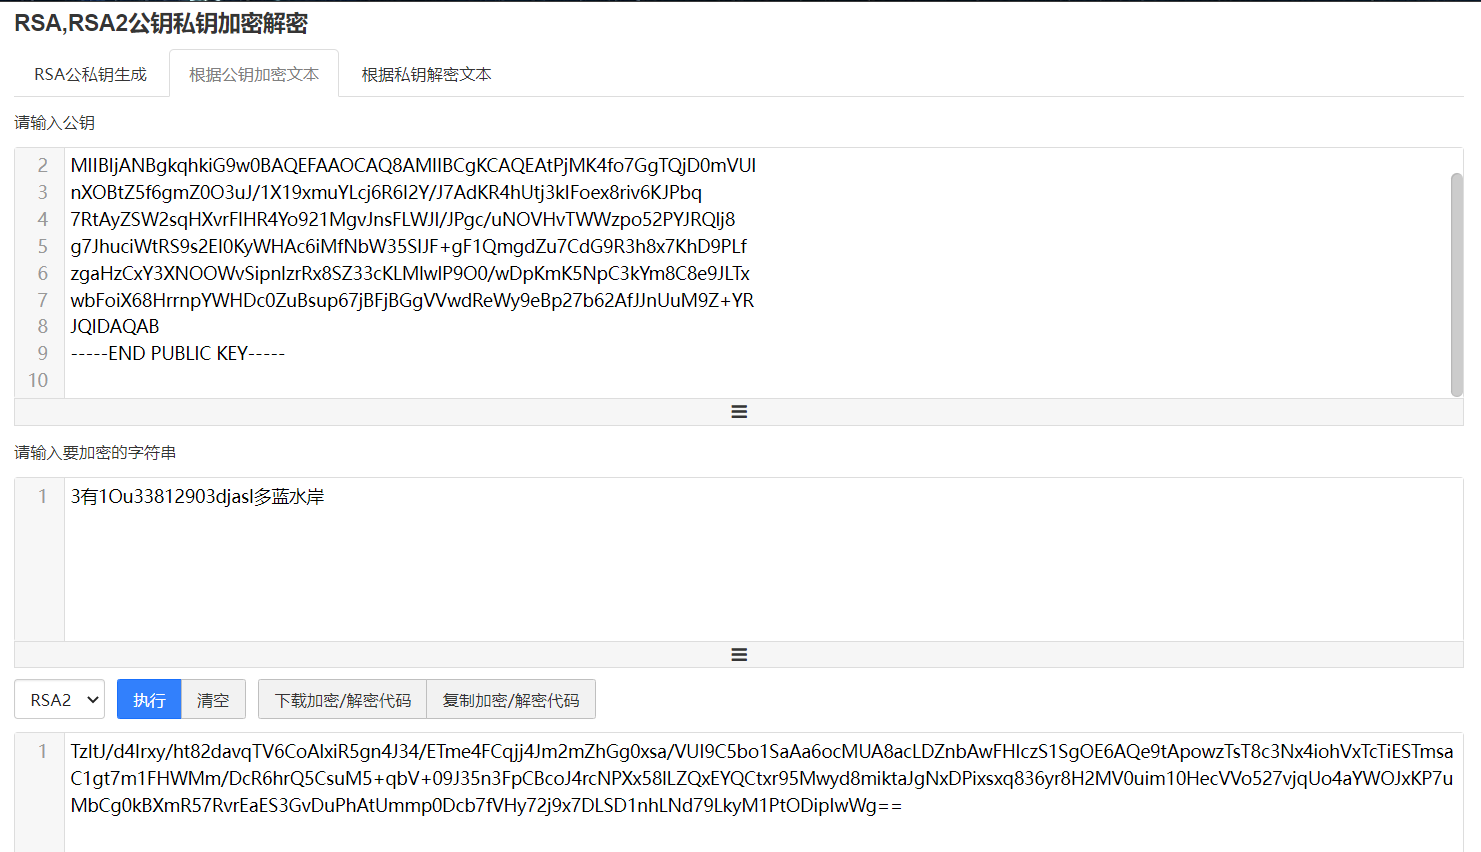 RSA,RSA2公钥私钥加密解密
RSA公私钥生成 根据公钥加密文本 根据私钥解密文本
请输入公钥
2 MIIBIjANBgkqhkiG9w0BAQEFAAOCAQ8AMIIBCgKCAQEAtPjMK4fo7GgTQjD0mVUI
3 nXOBtZ5f6gmZ0O3uJ/1X19xmuYLcj6R6I2Y/J7AdKR4hUtj3kIFoex8riv6KJPbq
4 7RtAyZSW2sqHXvrFIHR4Yo921MgvJnsFLWJI/JPgc/uNOVHvTWWzpo52PYJRQIj8
5 g7JhuciWtRS9s2EI0KyWHAc6iMfNbW35SIJF+gF1QmgdZu7CdG9R3h8x7KhD9PLf
6 zgaHzCxY3XNOOWvSipnIzrRx8SZ33cKLMIwIP9O0/wDpKmK5NpC3kYm8C8e9JLTx
7 wbFoiX68HrrnpYWHDc0ZuBsup67jBFjBGgVVwdReWy9eBp27b62AfJJnUuM9Z+YR
8 JQIDAQAB
9 -----END PUBLIC KEY-----
10
请输入要加密的字符串
1 3有1Ou33812903djasl多蓝水岸
RSA2 执行 清空 下载加密/解密代码 复制加密/解密代码
1 TzItJ/d4Irxy/ht82davqTV6CoAlxiR5gn4J34/ETme4FCqjj4Jm2mZhGg0xsa/VUI9C5bo1SaAa6ocMUA8acLDZnbAwFHIczS1SgOE6AQe9tApowzTsT8c3Nx4iohVxTcTiESTmsa
C1gt7m1FHWMm/DcR6hrQ5CsuM5+qbV+09J35n3FpCBcoJ4rcNPXx58ILZQxEYQCtxr95Mwyd8miktaJgNxDPixsxq836yr8H2MV0uim10HecVVo527vjqUo4aYWOJxKP7u
MbCg0kBXmR57RvrEaES3GvDuPhAtUmmp0Dcb7fVHy72j9x7DLSD1nhLNd79LkyM1PtODipIwWg==